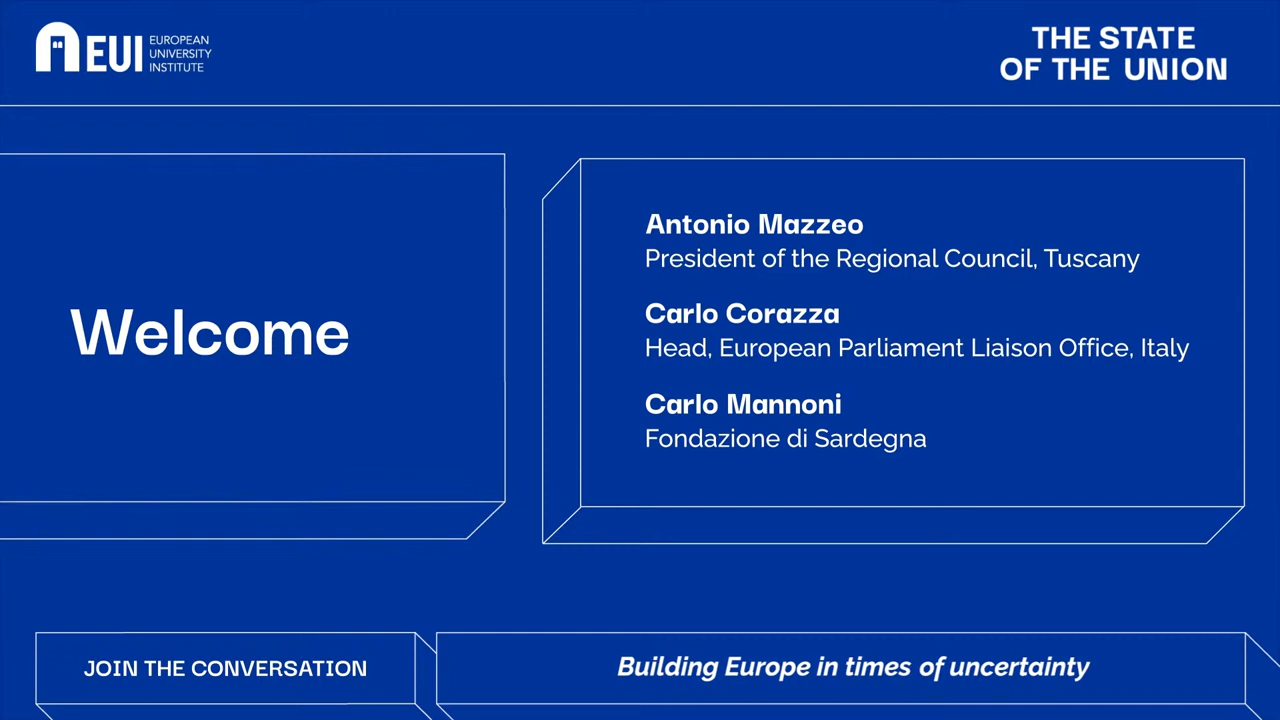 EUI
EUROPEAN
UNIVERSITY
INSTITUTE
THE STATE
OF THE UNION
Welcome
Antonio Mazzeo
President of the Regional Council, Tuscany
Carlo Corazza
Head, European Parliament Liaison Office, Italy
Carlo Mannoni
Fondazione di Sardegna
JOIN THE CONVERSATION
Building Europe in times of uncertainty